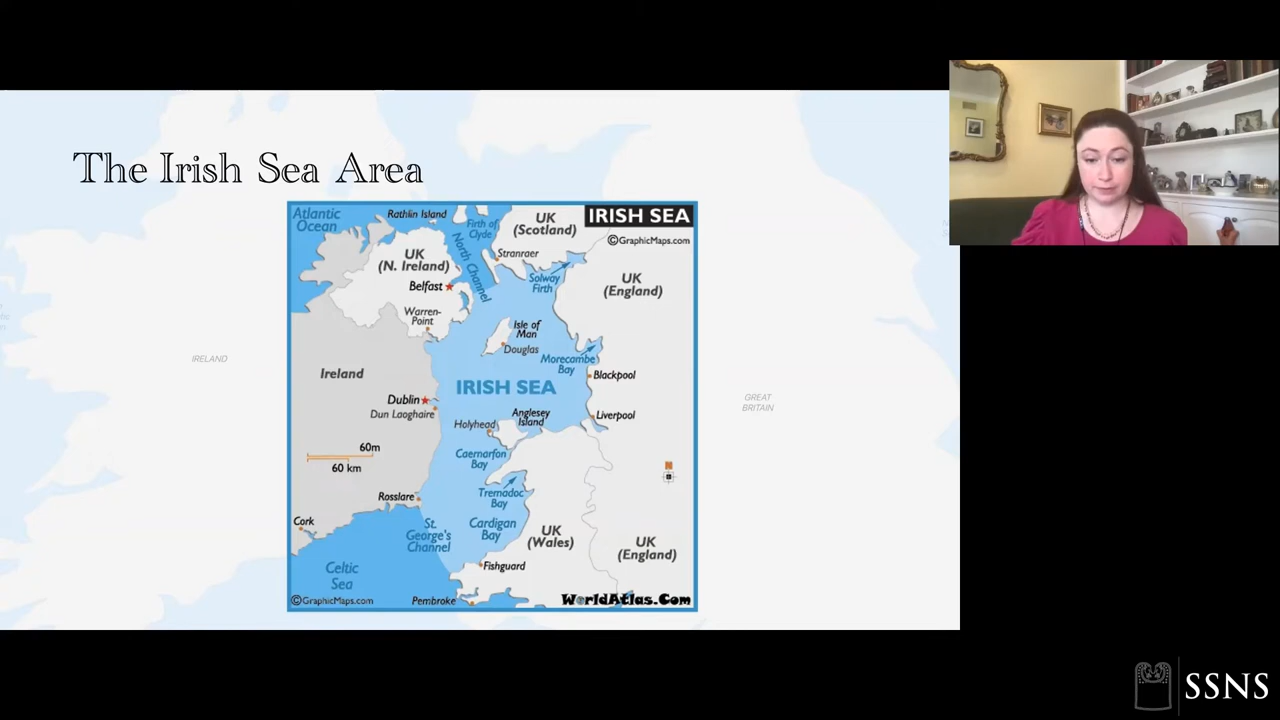 The Irish Sea Area
IRISH SEA
©GraphicMaps.com
Atlantic
Ocean
Rathlin Island
Firth of
Clyde
UK
(Scotland)
North Channel
Stranraer
UK
(N. Ireland)
Belfast
Solway
Firth
UK
(England)
Warren-
Point
Isle of
Man
Douglas
Morecambe
Bay
Blackpool
Ireland
IRISH SEA
Dublin
Dun Laoghaire
Anglesey
Island
Liverpool
Holyhead
60m
60 km
Caernarfon
Bay
N
Rosslare
Tremadoc
Bay
Cork
St.
George's
Channel
Cardigan
Bay
UK
(Wales)
UK
(England)
Celtic
Sea
Fishguard
©GraphicMaps.com
Pembroke
WorldAtlas.Com
IRELAND
GREAT
BRITAIN
SSNS